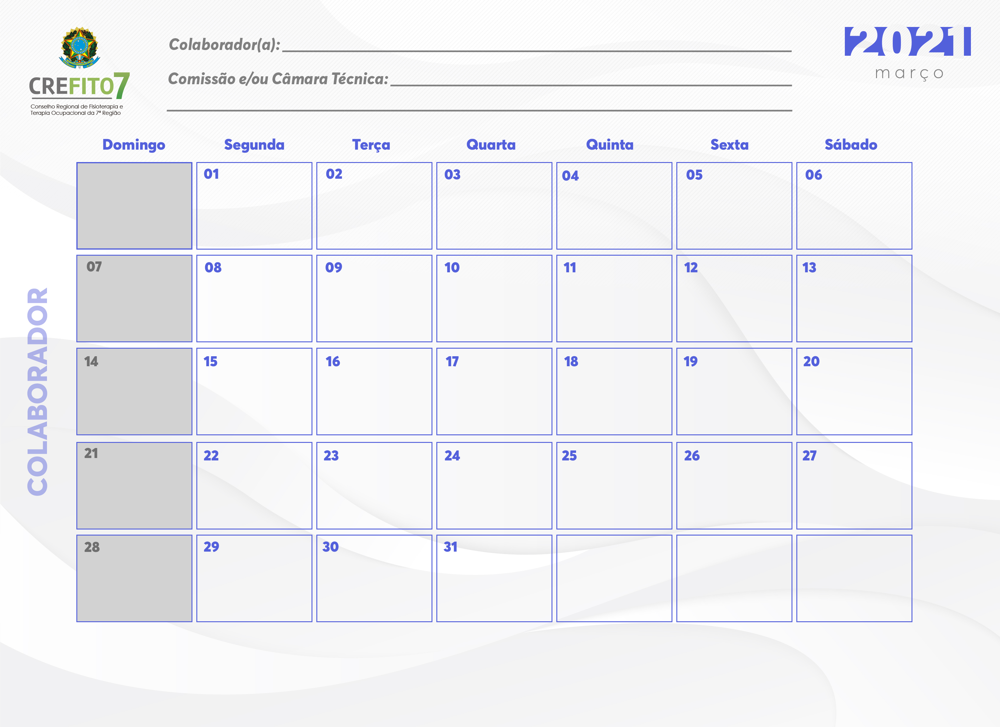 CREFITO7
Conselho Regional de Fisioterapia e
Terapia Ocupacional da 7ª Região
Colaborador(a):
Comissão e/ou Câmara Técnica:
2021
março
Domingo Segunda Terça Quarta Quinta Sexta Sábado
01 02 03 04 05 06
07 08 09 10 11 12 13
14 15 16 17 18 19 20
21 22 23 24 25 26 27
28 29 30 31
COLABORADOR